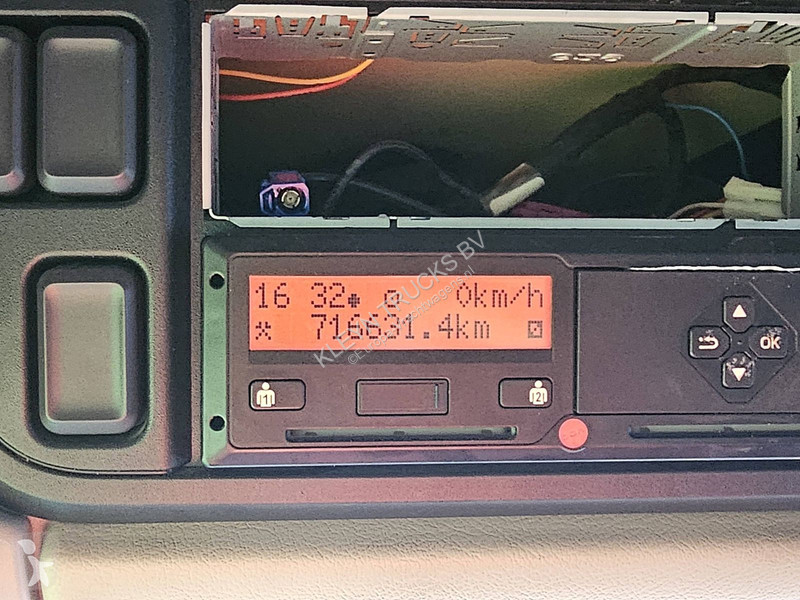 16 32 0km/h
716631.4km
1
2
OK
KLEYN TRUCKS BV